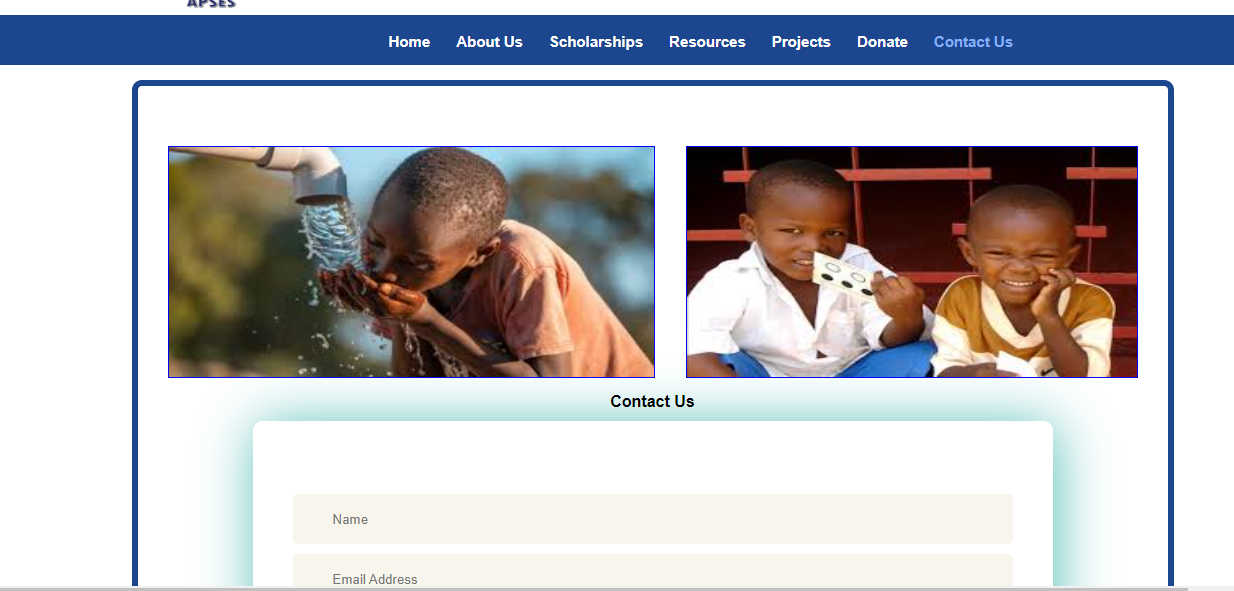 APSES
Home About Us Scholarships Resources Projects Donate Contact Us
Contact Us
Name
Email Address